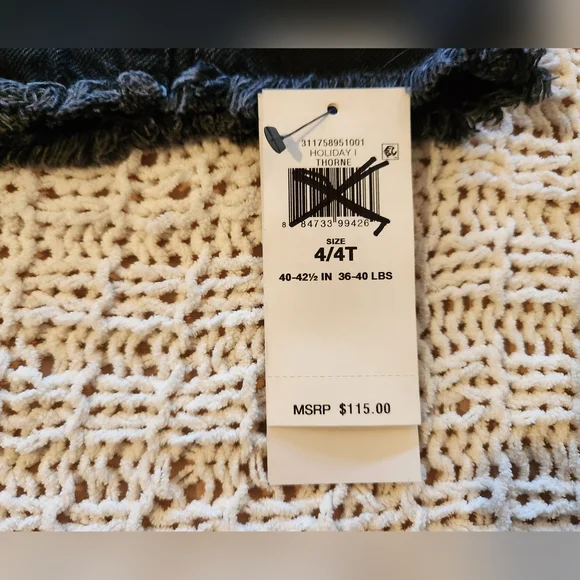 311758951001
HOLIDAY I
THORNE
8 84733 99426
SIZE
4/4T
40-42½ IN 36-40 LBS
MSRP $115.00